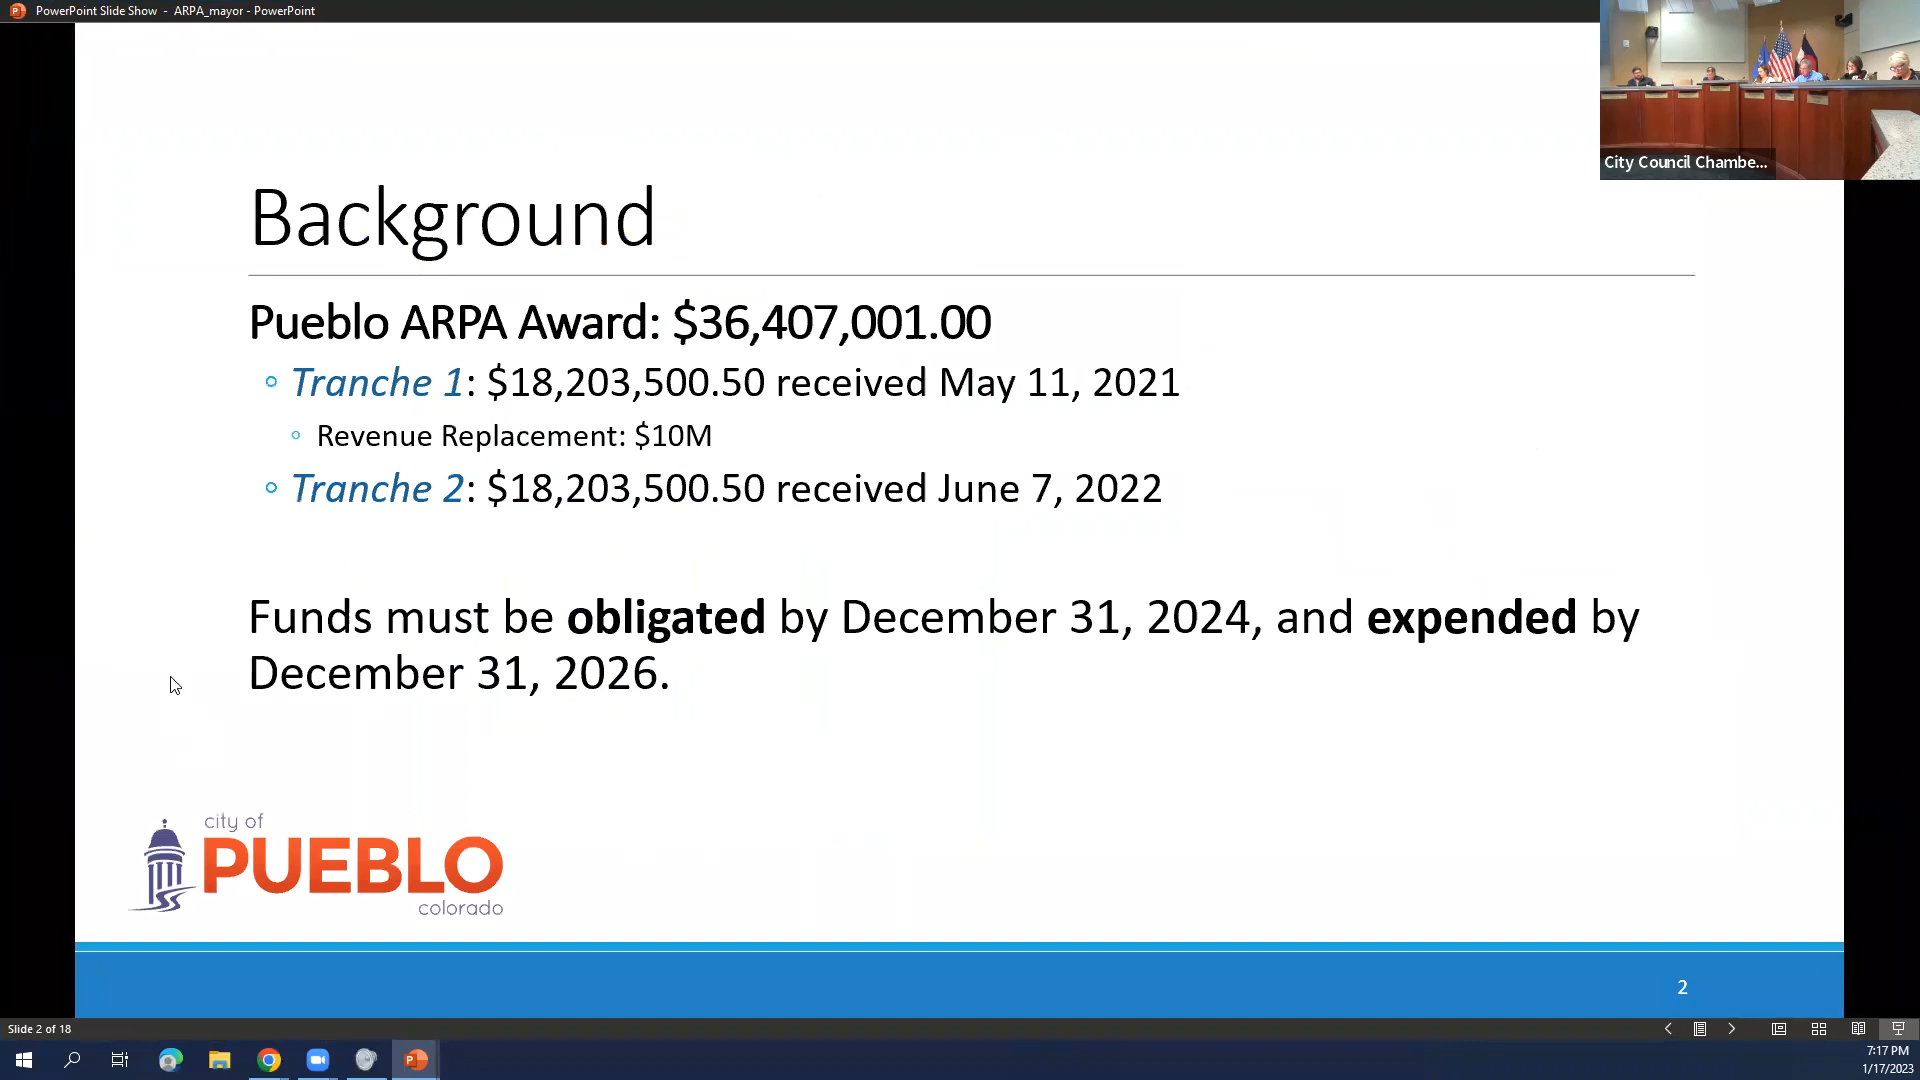 PowerPoint Slide Show - ARPA_mayor - PowerPoint
City Council Chambe...
Background
Pueblo ARPA Award: $36,407,001.00
Tranche 1: $18,203,500.50 received May 11, 2021
Revenue Replacement: $10M
Tranche 2: $18,203,500.50 received June 7, 2022
Funds must be obligated by December 31, 2024, and expended by
December 31, 2026.
city of
PUEBLO
colorado
2
Slide 2 of 18
7:17 PM
1/17/2023